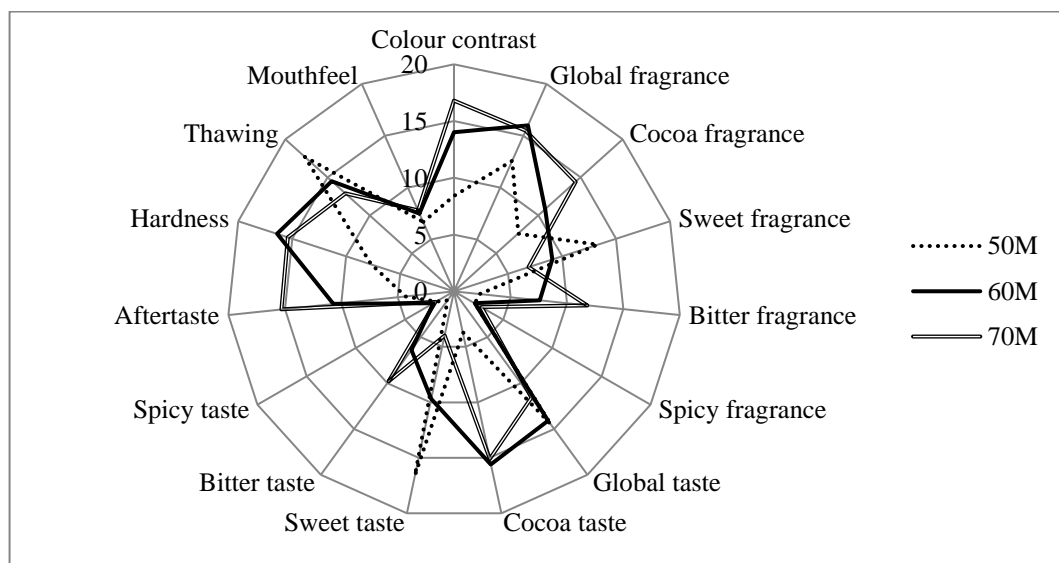 Colour contrast
Global fragrance
Cocoa fragrance
Sweet fragrance
Bitter fragrance
Spicy fragrance
Global taste
Cocoa taste
Sweet taste
Bitter taste
Spicy taste
Aftertaste
Hardness
Thawing
Mouthfeel
20
15
10
5
0
50M
60M
70M